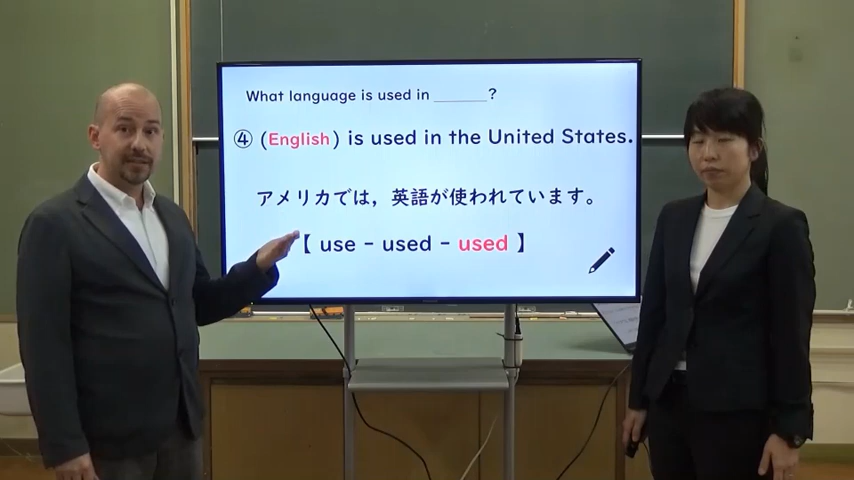 What language is used in ______?
④ (English) is used in the United States.
アメリカでは，英語が使われています。
【 use - used - used 】